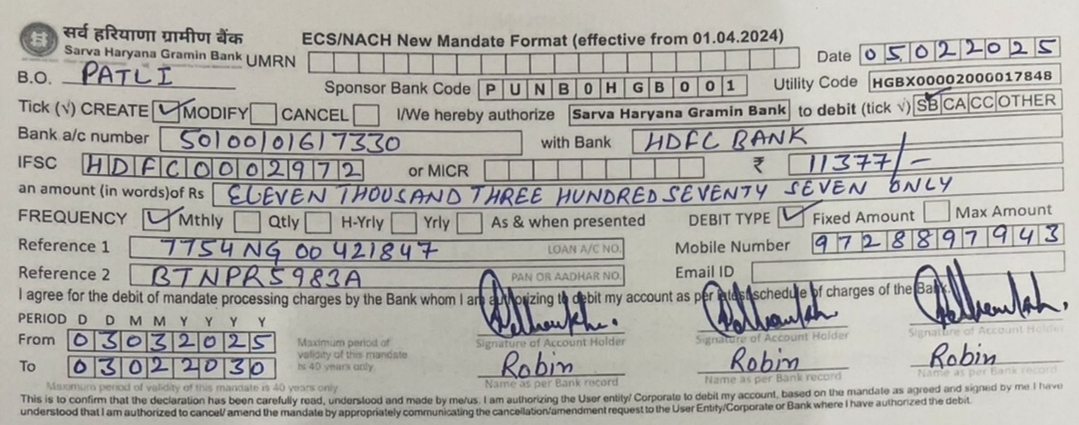 सर्व हरियाणा ग्रामीण बैंक ECS/NACH New Mandate Format (effective from 01.04.2024)
Sarva Haryana Gramin Bank UMRN Date 05.022025
B.O. PATLI Sponsor Bank Code PUNB0HGB001 Utility Code HGBX00002000017848
Tick (√) CREATE ✓ MODIFY CANCEL I/We hereby authorize Sarva Haryana Gramin Bank to debit (tick √) SB CA CC OTHER
Bank a/c number 50100101617330 with Bank HDFC BANK
IFSC HDFC0002972 or MICR ₹ 11377/-
an amount (in words)of Rs ELEVEN THOUSAND THREE HUNDRED SEVENTY SEVEN ONLY
FREQUENCY ✓ Mthly Qtly H-Yrly Yrly As & when presented DEBIT TYPE ✓ Fixed Amount Max Amount
Reference 1 7754NG 00 421847 LOAN A/C NO. Mobile Number 9728897943
Reference 2 BTNPR5983A PAN OR AADHAR NO. Email ID
I agree for the debit of mandate processing charges by the Bank whom I am authorizing to debit my account as per latest schedule of charges of the Bank.
PERIOD D D M M Y Y Y Y
From 03032025 Maximum period of validity of this mandate is 40 years only Signature of Account Holder Signature of Account Holder Signature of Account Holder
To 03022030 Robin Robin Robin
Maximum period of validity of this mandate is 40 years only Name as per Bank record Name as per Bank record Name as per Bank record
This is to confirm that the declaration has been carefully read, understood and made by me/us. I am authorizing the User entity/ Corporate to debit my account, based on the mandate as agreed and signed by me. I have
understood that I am authorized to cancel/ amend the mandate by appropriately communicating the cancellation/amendment request to the User Entity/Corporate or Bank where I have authorized the debit.